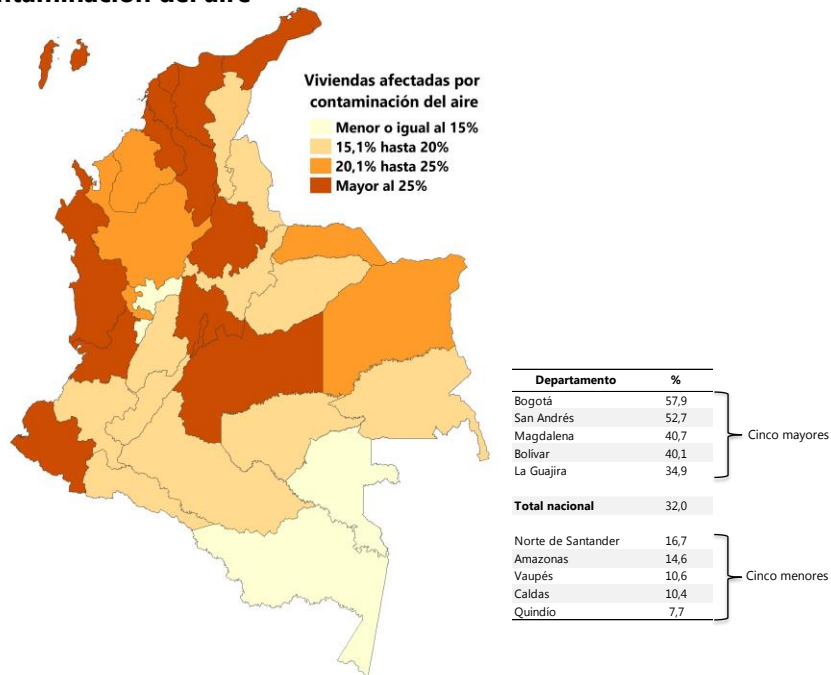 Viviendas afectadas por
contaminación del aire
Menor o igual al 15%
15,1% hasta 20%
20,1% hasta 25%
Mayor al 25%
Departamento %
Bogotá 57,9
San Andrés 52,7
Magdalena 40,7
Bolívar 40,1
La Guajira 34,9
Cinco mayores
Total nacional 32,0
Norte de Santander 16,7
Amazonas 14,6
Vaupés 10,6
Caldas 10,4
Quindío 7,7
Cinco menores